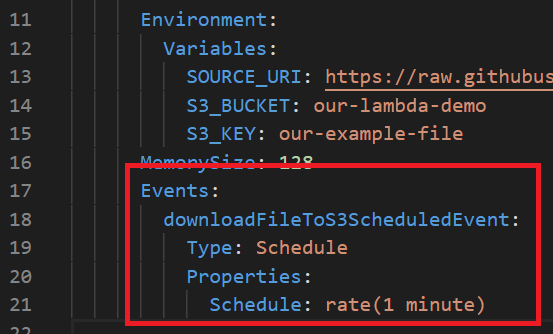 11 Environment:
12 Variables:
13 SOURCE_URI: https://raw.githubus
14 S3_BUCKET: our-lambda-demo
15 S3_KEY: our-example-file
16 MemorySize: 128
17 Events:
18 downloadFileToS3ScheduledEvent:
19 Type: Schedule
20 Properties:
21 Schedule: rate(1 minute)
22